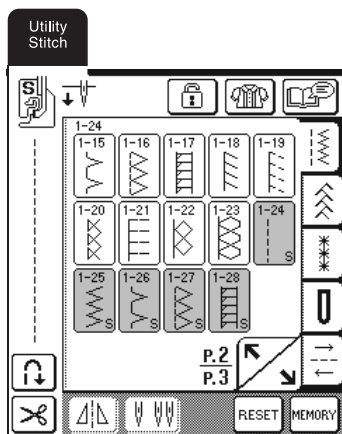 Utility
Stitch
S
1-24
1-15 1-16 1-17 1-18 1-19
1-20 1-21 1-22 1-23 1-24
S
1-25 1-26 1-27 1-28
S S S S
P.2
P.3
RESET MEMORY